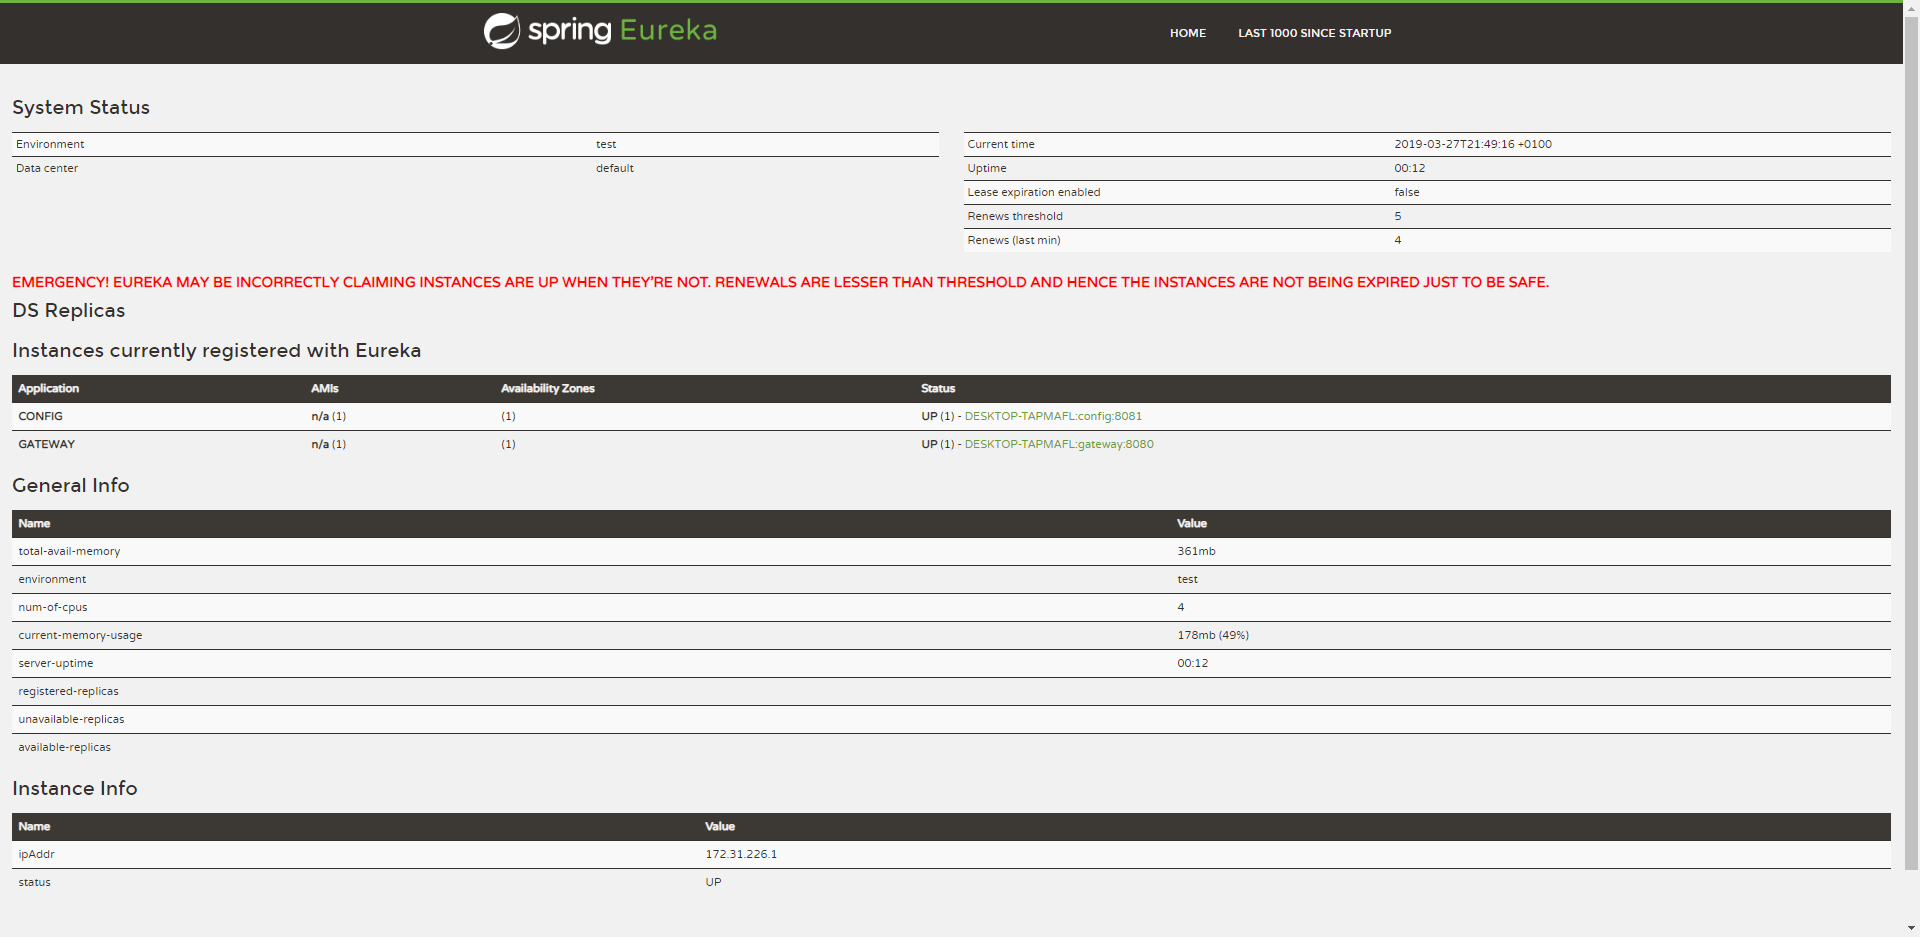 spring Eureka
HOME LAST 1000 SINCE STARTUP
System Status
Environment test
Data center default
Current time 2019-03-27T21:49:16 +0100
Uptime 00:12
Lease expiration enabled false
Renews threshold 5
Renews (last min) 4
EMERGENCY! EUREKA MAY BE INCORRECTLY CLAIMING INSTANCES ARE UP WHEN THEY'RE NOT. RENEWALS ARE LESSER THAN THRESHOLD AND HENCE THE INSTANCES ARE NOT BEING EXPIRED JUST TO BE SAFE.
DS Replicas
Instances currently registered with Eureka
Application AMIs Availability Zones Status
CONFIG n/a (1) (1) UP (1) - DESKTOP-TAPMAFL:config:8081
GATEWAY n/a (1) (1) UP (1) - DESKTOP-TAPMAFL:gateway:8080
General Info
Name Value
total-avail-memory 361mb
environment test
num-of-cpus 4
current-memory-usage 178mb (49%)
server-uptime 00:12
registered-replicas
unavailable-replicas
available-replicas
Instance Info
Name Value
ipAddr 172.31.226.1
status UP